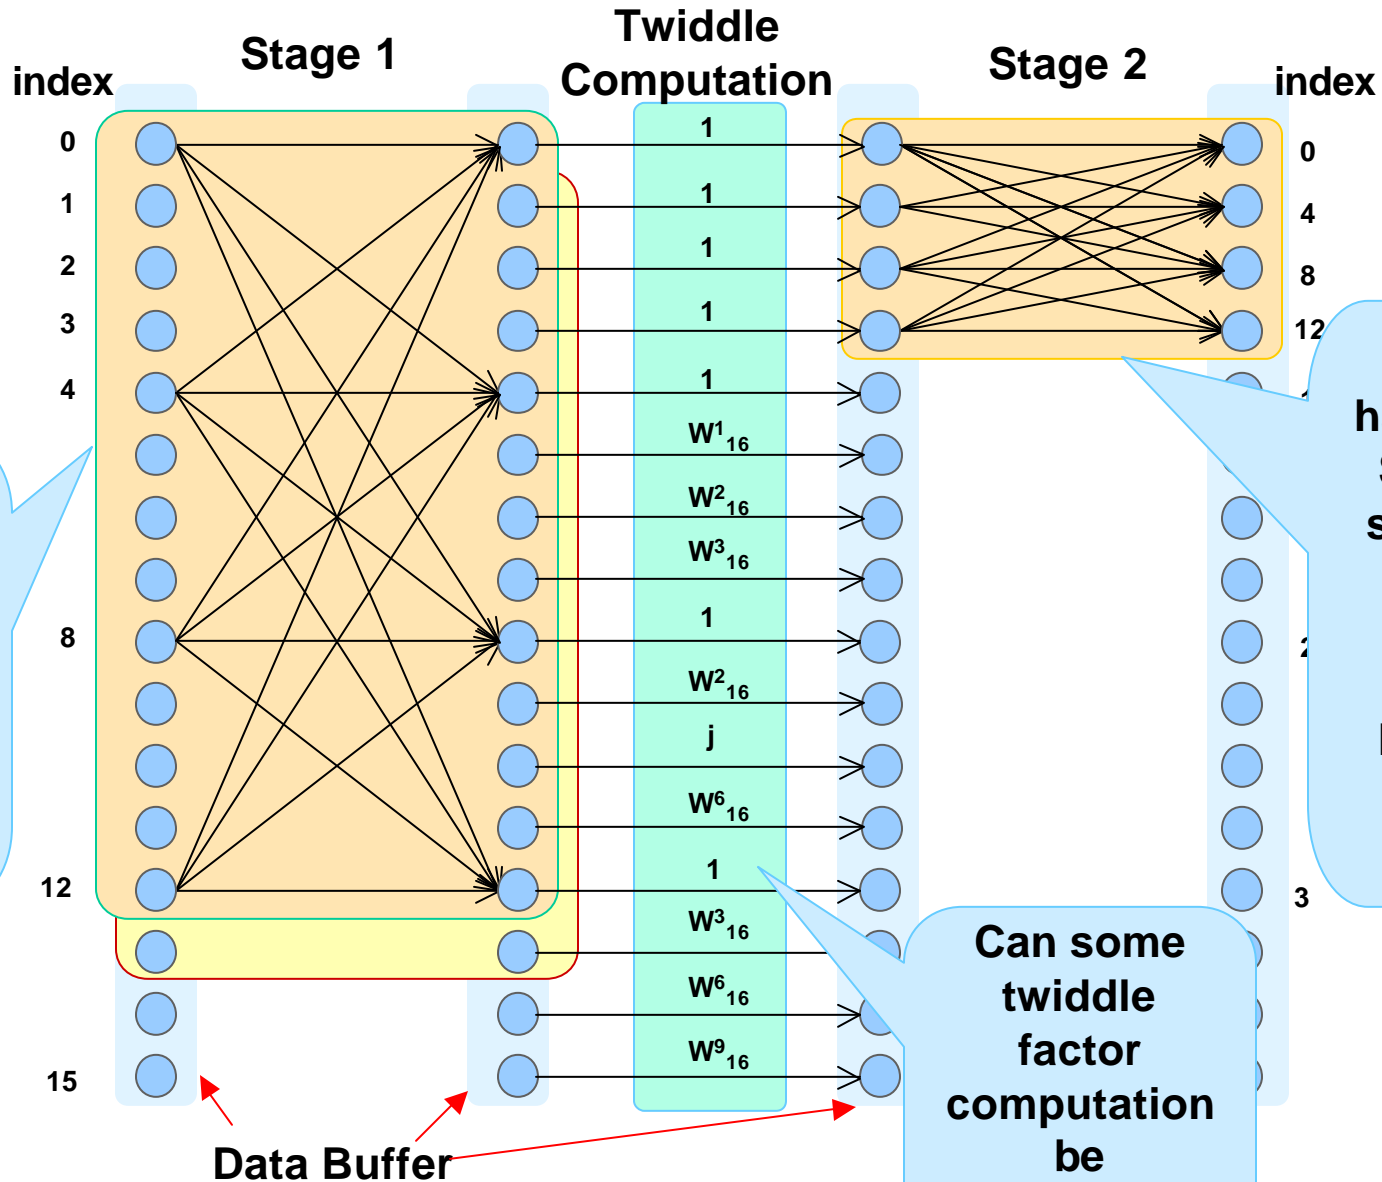 Twiddle
Computation
Stage 1
Stage 2
index
index
0
1
2
3
4
8
12
15
1
1
1
1
1
W¹₁₆
W²₁₆
W³₁₆
1
W²₁₆
j
W⁶₁₆
1
W³₁₆
W⁶₁₆
W⁹₁₆
0
4
8
12
3
Can some
twiddle
factor
computation
be
Data Buffer